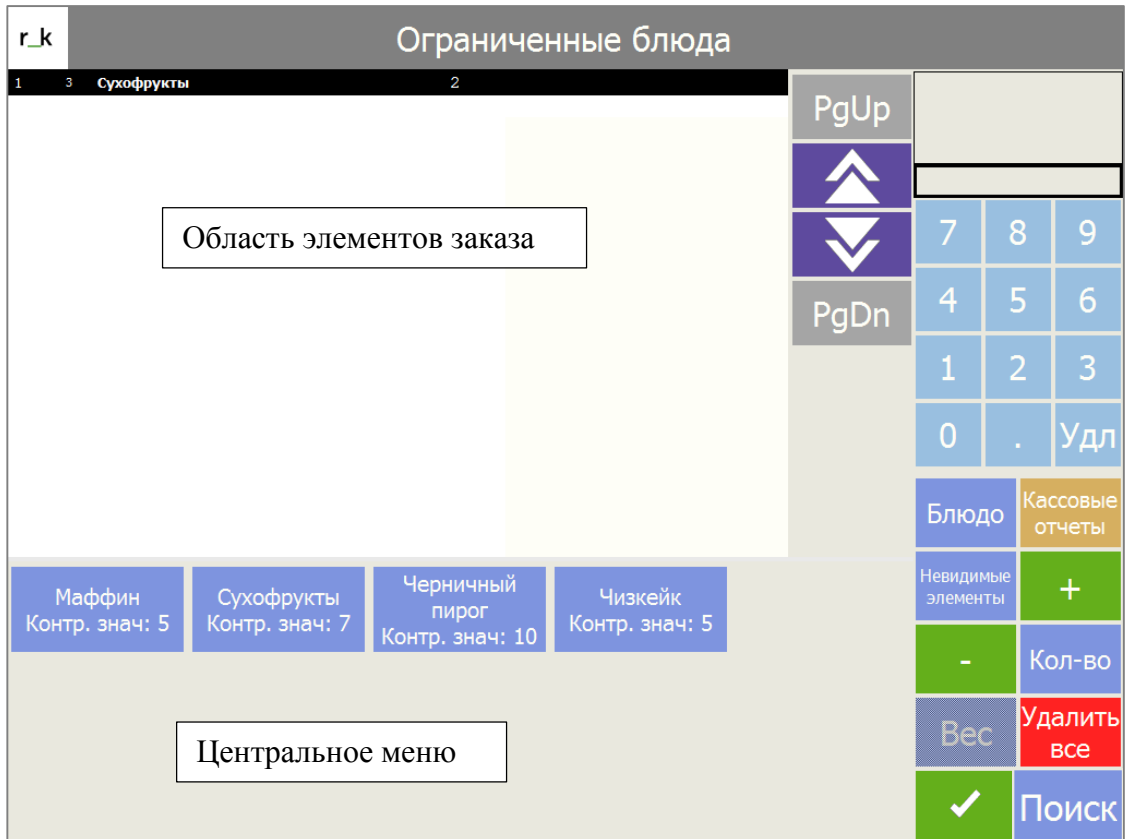 r_k
Ограниченные блюда
1 3 Сухофрукты 2
PgUp
Область элементов заказа
7 8 9
4 5 6
PgDn
1 2 3
0 . Удл
Блюдо
Кассовые
отчеты
Невидимые
элементы
+
Маффин
Контр. знач: 5
Сухофрукты
Контр. знач: 7
Черничный
пирог
Контр. знач: 10
Чизкейк
Контр. знач: 5
-
Кол-во
Центральное меню
Вес
Удалить
все
Поиск